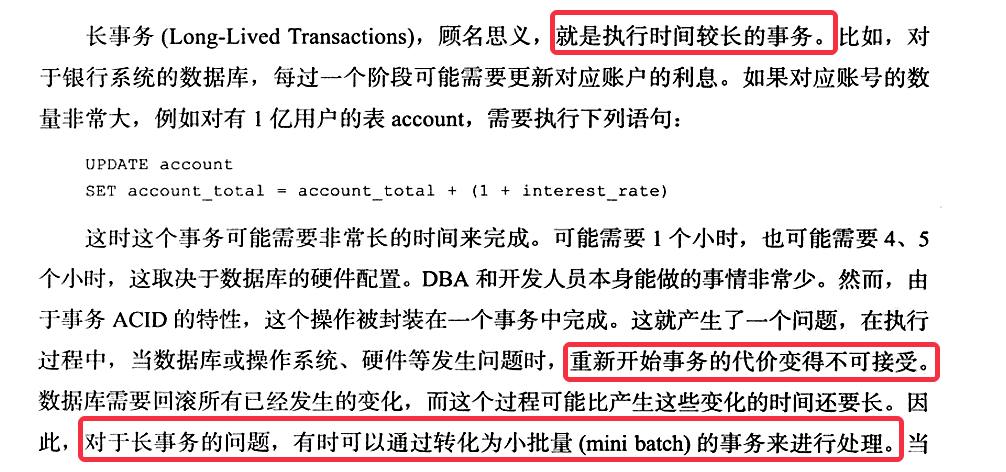 长事务 (Long-Lived Transactions)，顾名思义，就是执行时间较长的事务。比如，对
于银行系统的数据库，每过一个阶段可能需要更新对应账户的利息。如果对应账号的数
量非常大，例如对有 1 亿用户的表 account，需要执行下列语句：
UPDATE account
SET account_total = account_total + (1 + interest_rate)
这时这个事务可能需要非常长的时间来完成。可能需要 1 个小时，也可能需要 4、5
个小时，这取决于数据库的硬件配置。DBA 和开发人员本身能做的事情非常少。然而，由
于事务 ACID 的特性，这个操作被封装在一个事务中完成。这就产生了一个问题，在执行
过程中，当数据库或操作系统、硬件等发生问题时，重新开始事务的代价变得不可接受。
数据库需要回滚所有已经发生的变化，而这个过程可能比产生这些变化的时间还要长。因
此，对于长事务的问题，有时可以通过转化为小批量 (mini batch) 的事务来进行处理。当